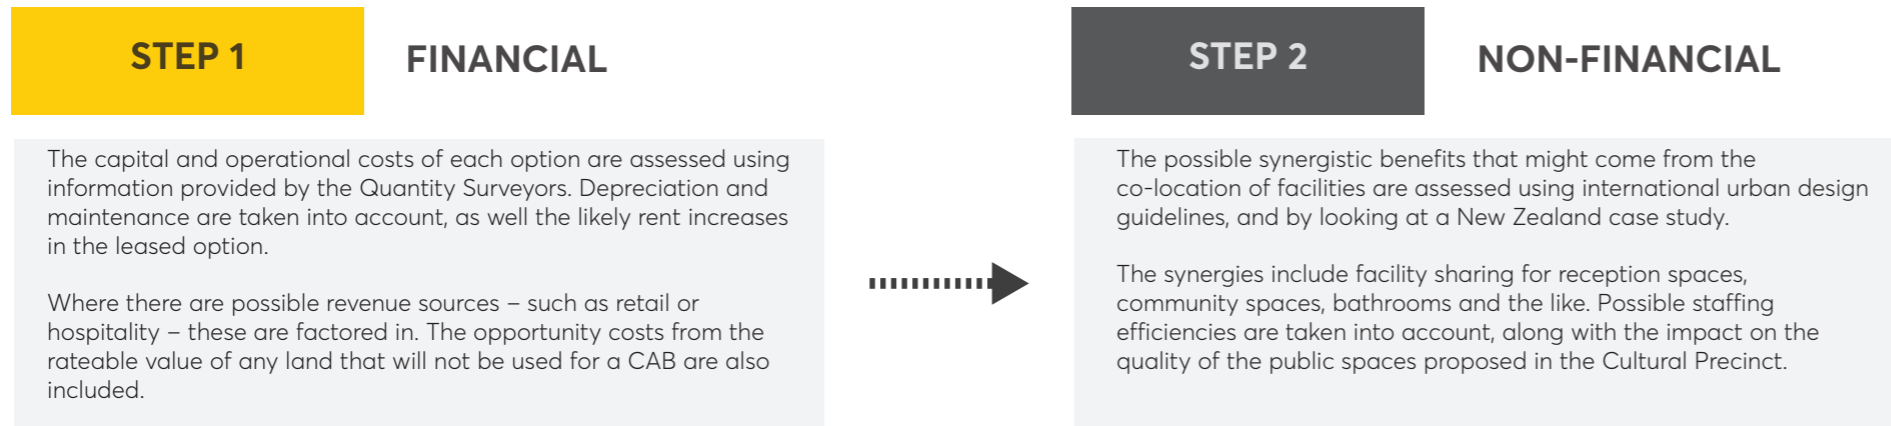 STEP 1
FINANCIAL
The capital and operational costs of each option are assessed using
information provided by the Quantity Surveyors. Depreciation and
maintenance are taken into account, as well the likely rent increases
in the leased option.
Where there are possible revenue sources – such as retail or
hospitality – these are factored in. The opportunity costs from the
rateable value of any land that will not be used for a CAB are also
included.
STEP 2
NON-FINANCIAL
The possible synergistic benefits that might come from the
co-location of facilities are assessed using international urban design
guidelines, and by looking at a New Zealand case study.
The synergies include facility sharing for reception spaces,
community spaces, bathrooms and the like. Possible staffing
efficiencies are taken into account, along with the impact on the
quality of the public spaces proposed in the Cultural Precinct.